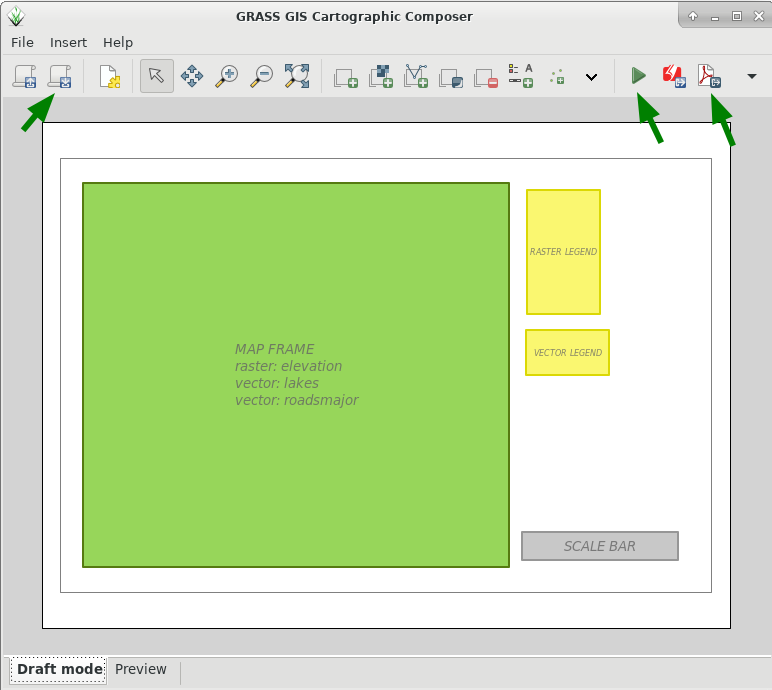 GRASS GIS Cartographic Composer
File Insert Help
MAP FRAME
raster: elevation
vector: lakes
vector: roadsmajor
RASTER LEGEND
VECTOR LEGEND
SCALE BAR
Draft mode Preview